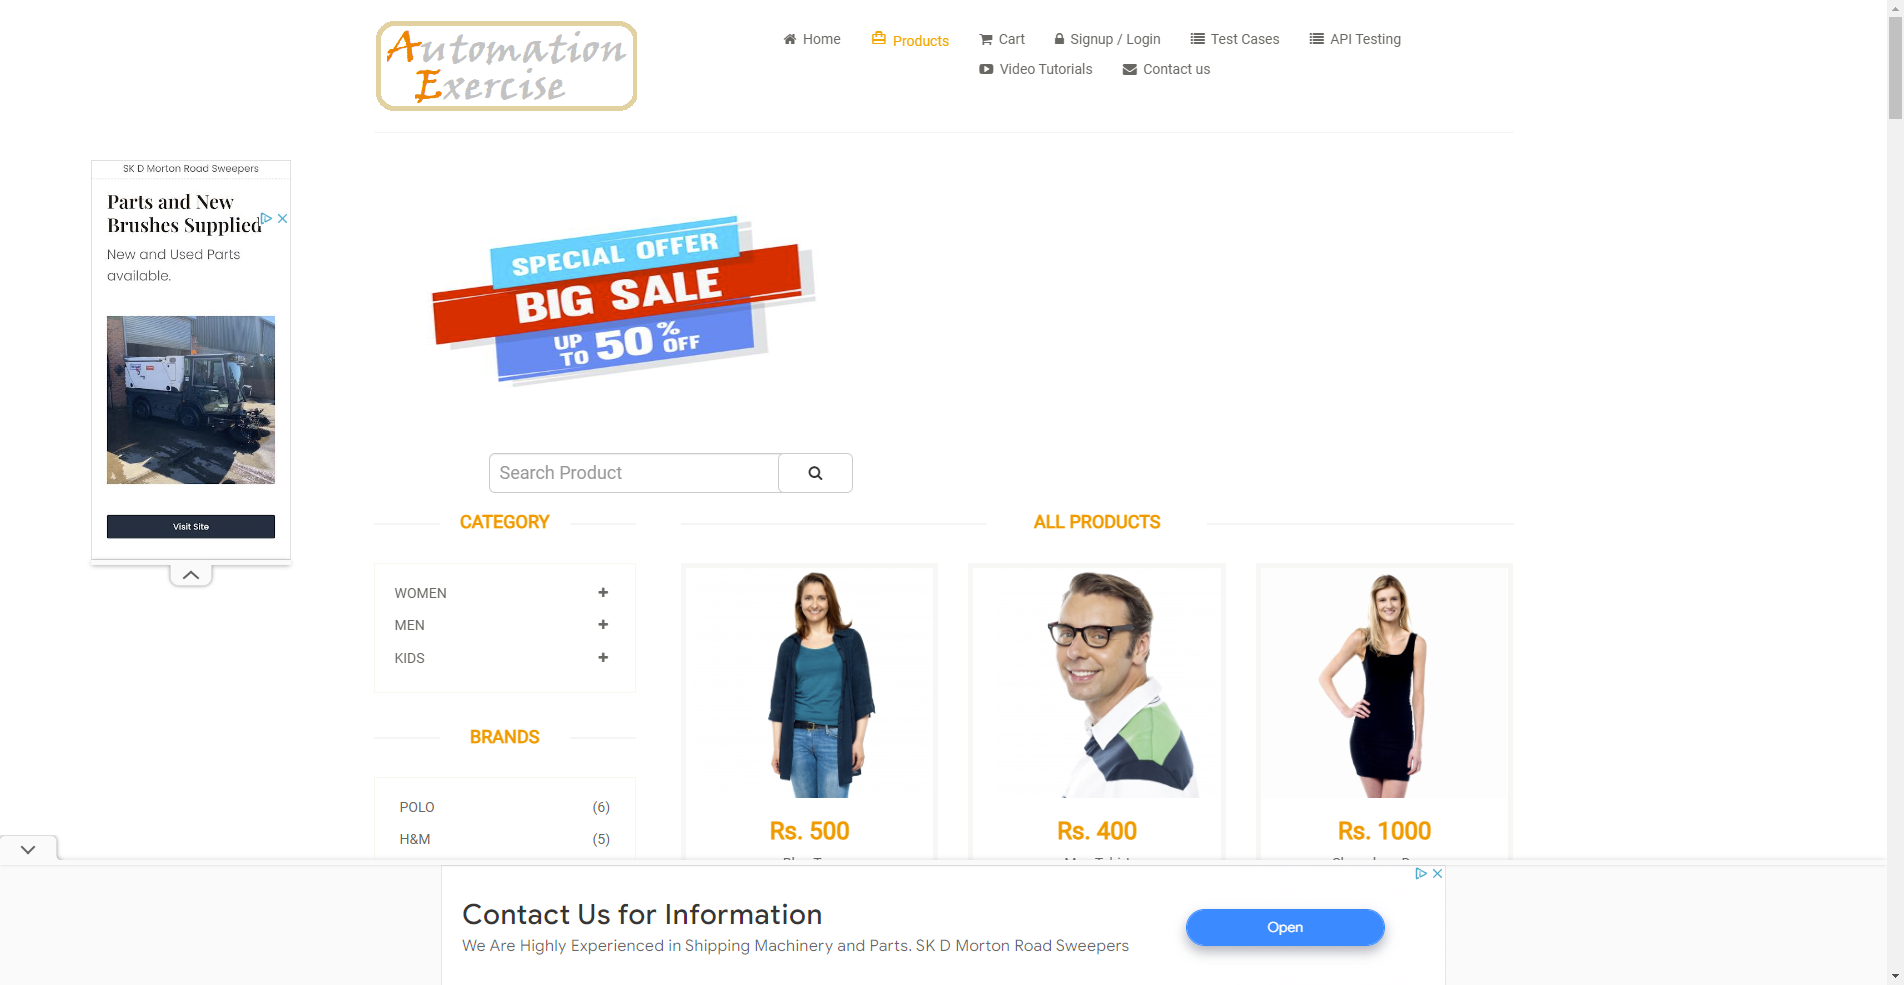 Automation
Exercise
Home
Products
Cart
Signup / Login
Test Cases
API Testing
Video Tutorials
Contact us
SK D Morton Road Sweepers
Parts and New
Brushes Supplied
New and Used Parts
available.
Visit Site
SPECIAL OFFER
BIG SALE
UP TO 50% OFF
Search Product
CATEGORY
WOMEN
MEN
KIDS
BRANDS
POLO (6)
H&M (5)
ALL PRODUCTS
Rs. 500
Rs. 400
Rs. 1000
Contact Us for Information
We Are Highly Experienced in Shipping Machinery and Parts. SK D Morton Road Sweepers
Open